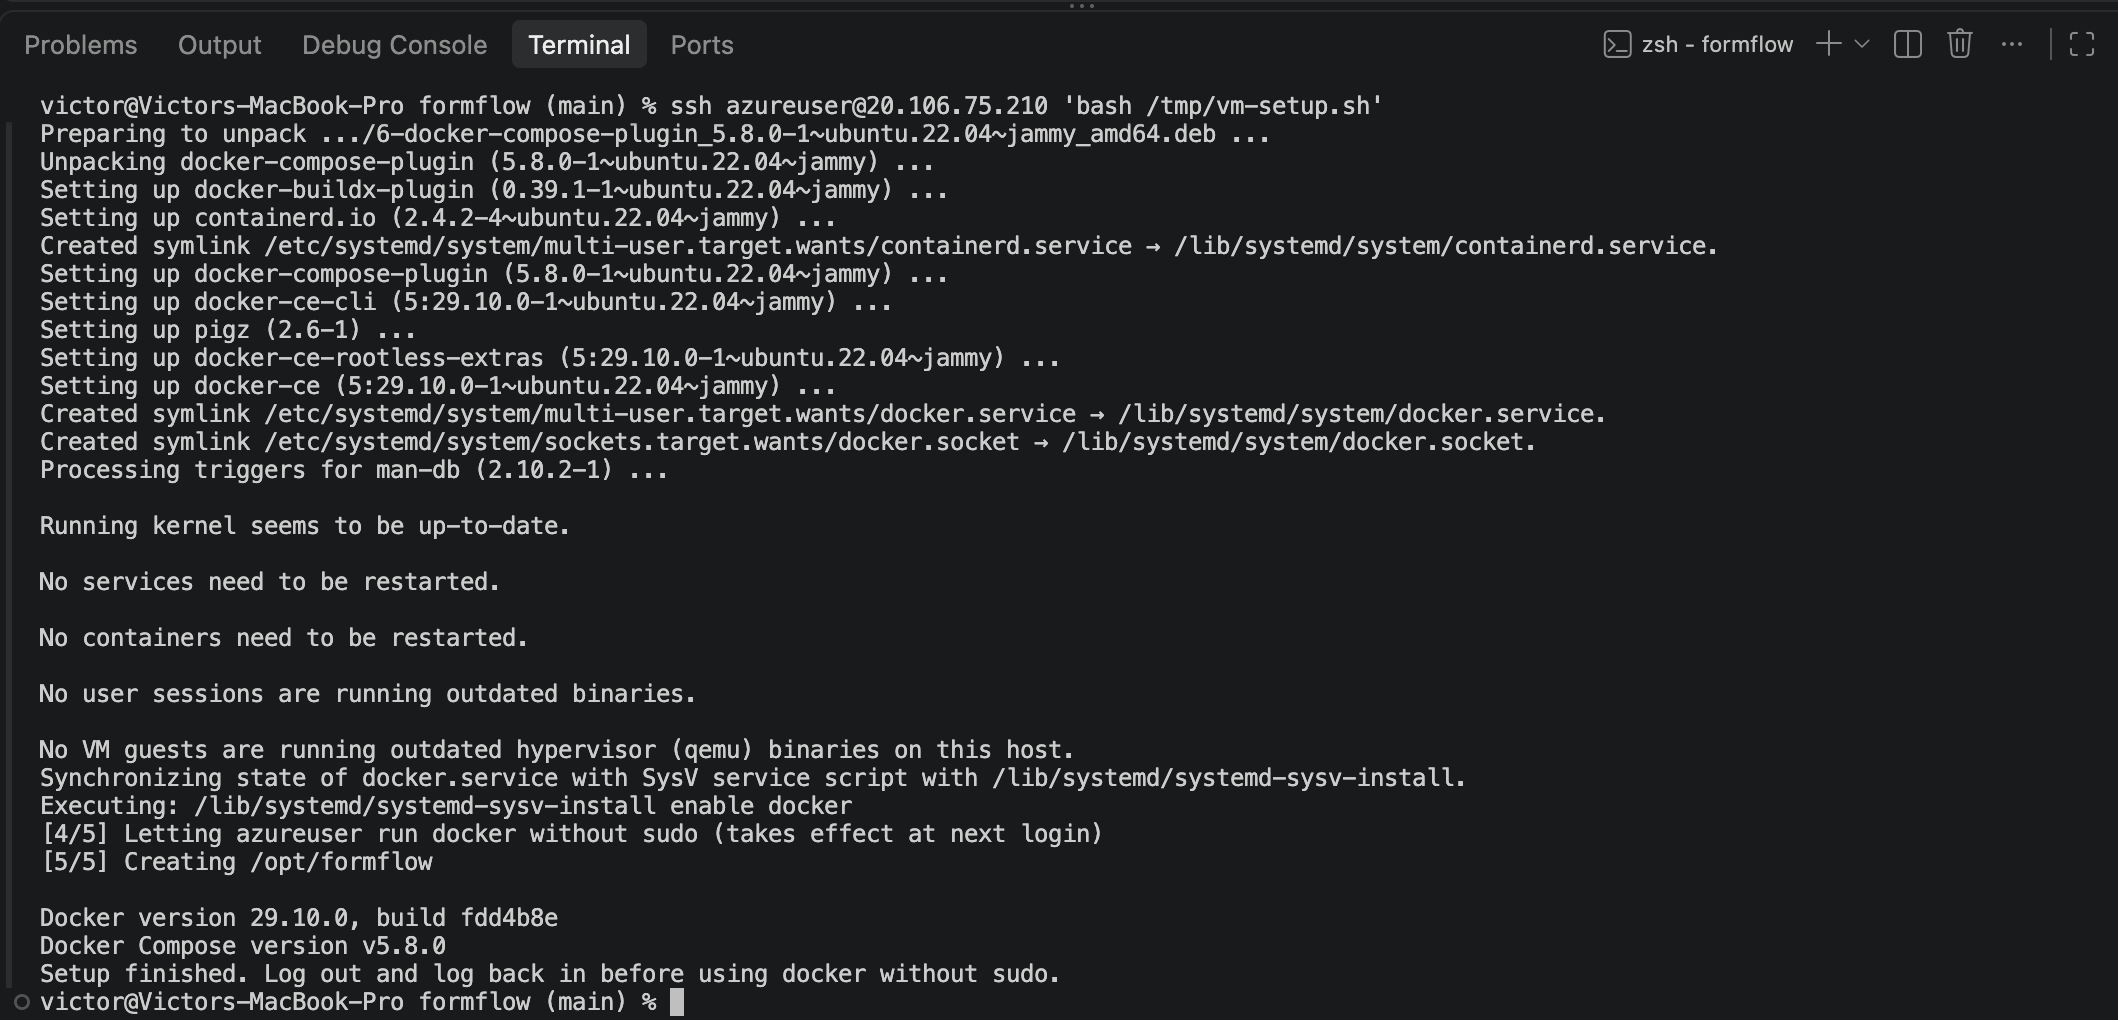 Problems Output Debug Console Terminal Ports zsh - formflow
victor@Victors-MacBook-Pro formflow (main) % ssh azureuser@20.106.75.210 'bash /tmp/vm-setup.sh'
Preparing to unpack .../6-docker-compose-plugin_5.8.0-1~ubuntu.22.04~jammy_amd64.deb ...
Unpacking docker-compose-plugin (5.8.0-1~ubuntu.22.04~jammy) ...
Setting up docker-buildx-plugin (0.39.1-1~ubuntu.22.04~jammy) ...
Setting up containerd.io (2.4.2-4~ubuntu.22.04~jammy) ...
Created symlink /etc/systemd/system/multi-user.target.wants/containerd.service → /lib/systemd/system/containerd.service.
Setting up docker-compose-plugin (5.8.0-1~ubuntu.22.04~jammy) ...
Setting up docker-ce-cli (5:29.10.0-1~ubuntu.22.04~jammy) ...
Setting up pigz (2.6-1) ...
Setting up docker-ce-rootless-extras (5:29.10.0-1~ubuntu.22.04~jammy) ...
Setting up docker-ce (5:29.10.0-1~ubuntu.22.04~jammy) ...
Created symlink /etc/systemd/system/multi-user.target.wants/docker.service → /lib/systemd/system/docker.service.
Created symlink /etc/systemd/system/sockets.target.wants/docker.socket → /lib/systemd/system/docker.socket.
Processing triggers for man-db (2.10.2-1) ...
Running kernel seems to be up-to-date.
No services need to be restarted.
No containers need to be restarted.
No user sessions are running outdated binaries.
No VM guests are running outdated hypervisor (qemu) binaries on this host.
Synchronizing state of docker.service with SysV service script with /lib/systemd/systemd-sysv-install.
Executing: /lib/systemd/systemd-sysv-install enable docker
[4/5] Letting azureuser run docker without sudo (takes effect at next login)
[5/5] Creating /opt/formflow
Docker version 29.10.0, build fdd4b8e
Docker Compose version v5.8.0
Setup finished. Log out and log back in before using docker without sudo.
victor@Victors-MacBook-Pro formflow (main) %